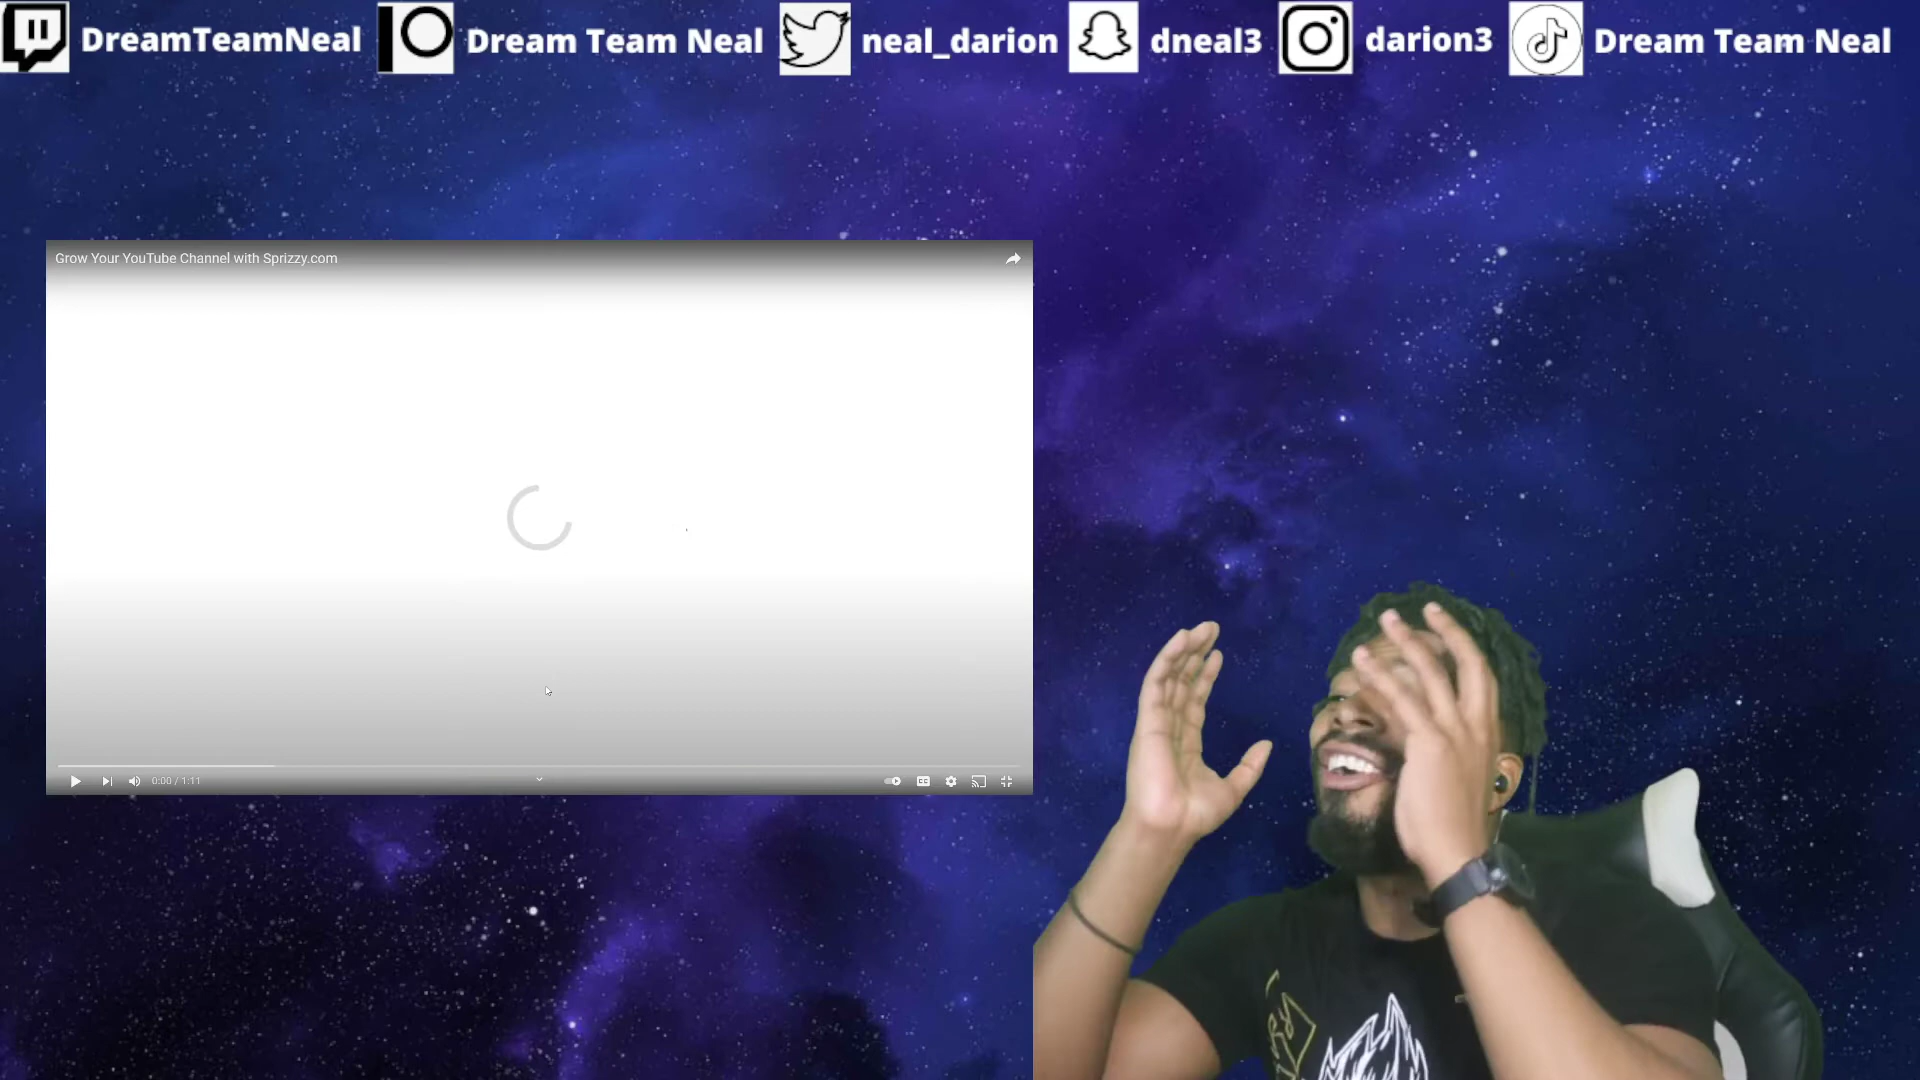 DreamTeamNeal Dream Team Neal neal_darion dneal3 darion3 Dream Team Neal
Grow Your YouTube Channel with Sprizzy.com
0:00 / 1:11
CC